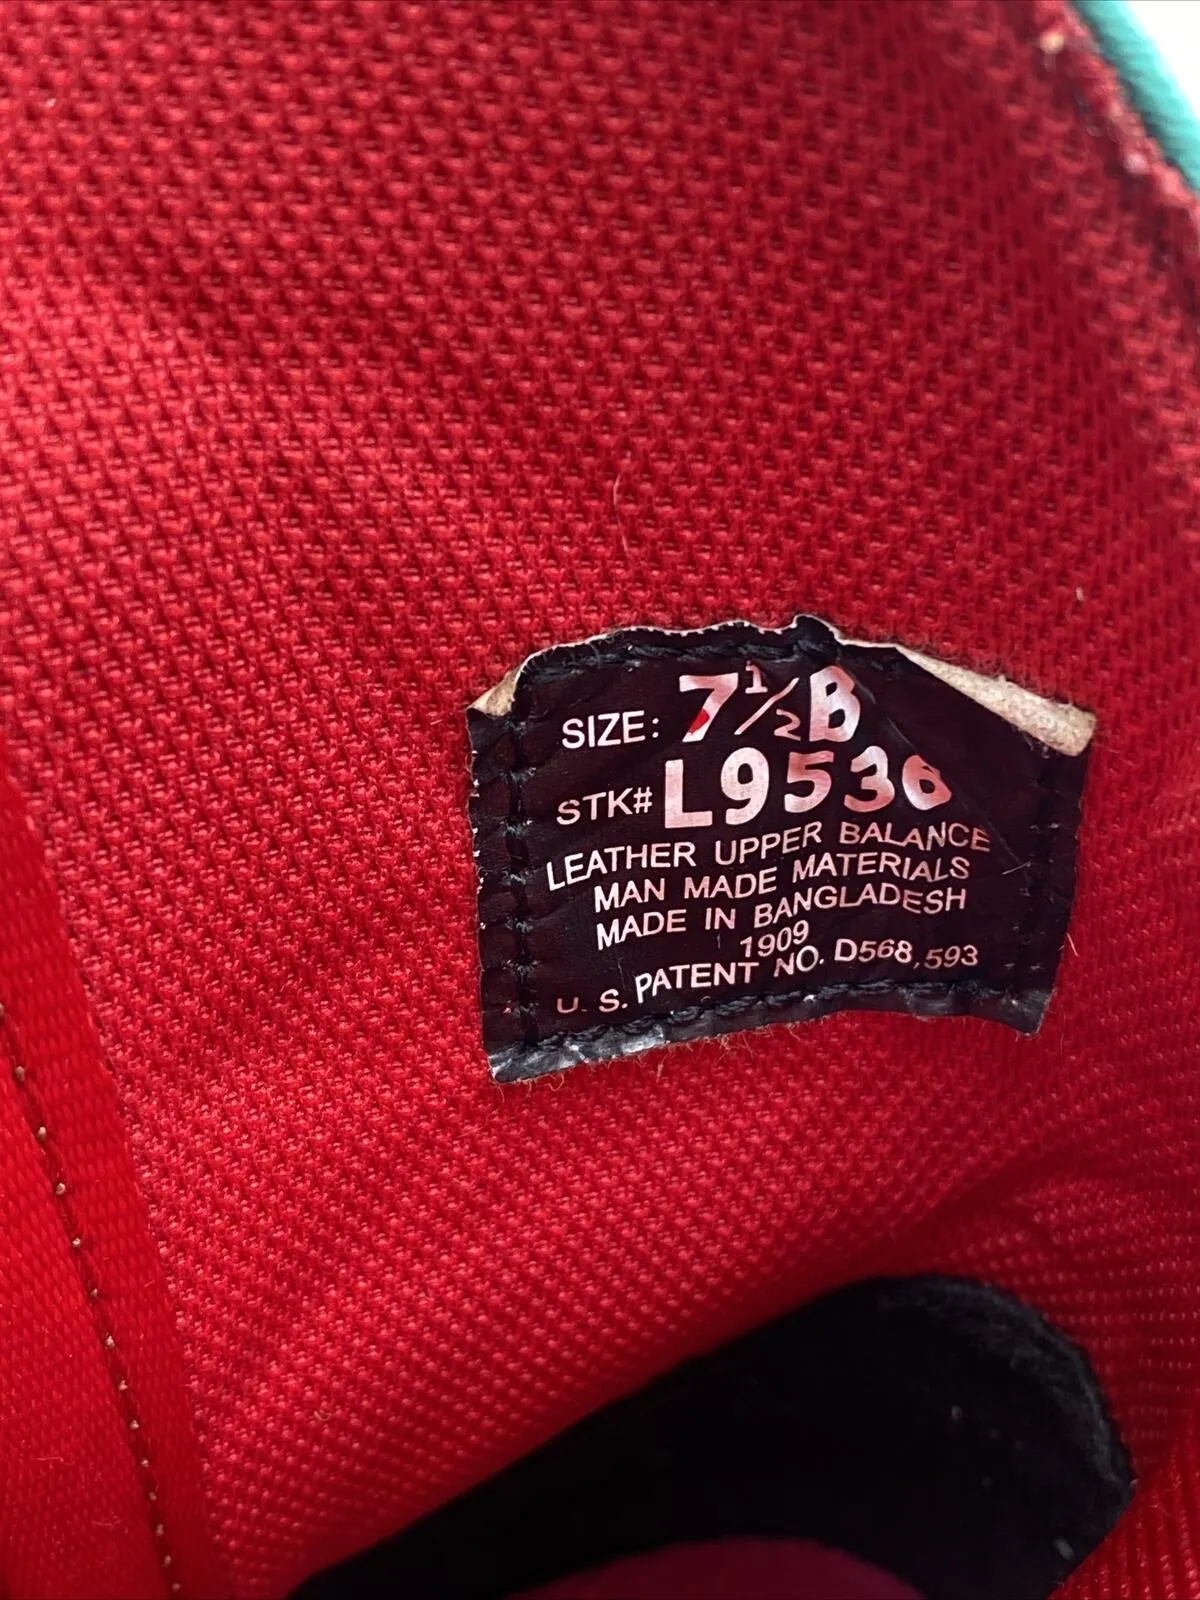 SIZE: 7½B
STK# L9536
LEATHER UPPER BALANCE
MAN MADE MATERIALS
MADE IN BANGLADESH
1909
U. S. PATENT NO. D568,593